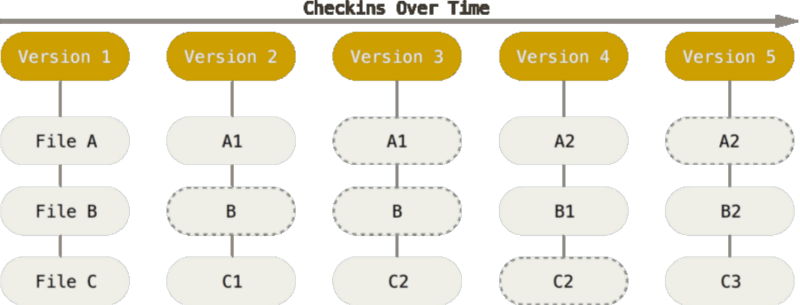 Checkins Over Time
Version 1 Version 2 Version 3 Version 4 Version 5
File A A1 A1 A2 A2
File B B B B1 B2
File C C1 C2 C2 C3